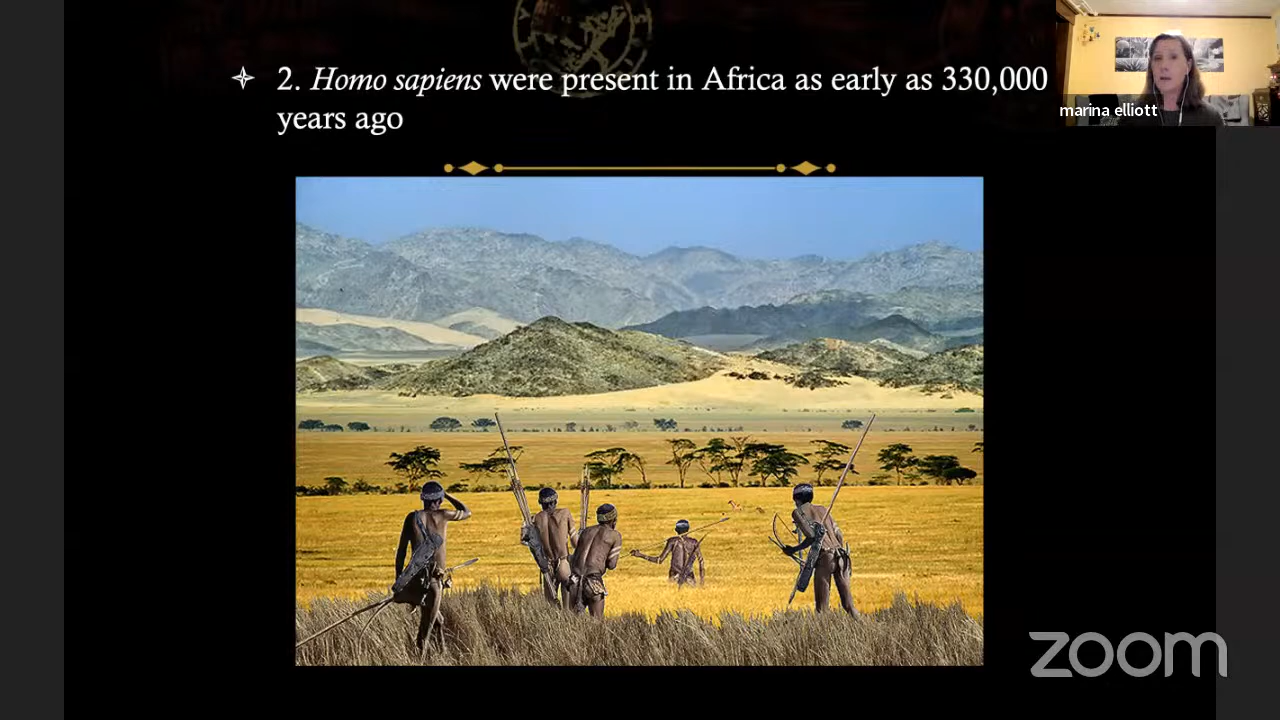 2. Homo sapiens were present in Africa as early as 330,000
years ago
marina elliott
zoom